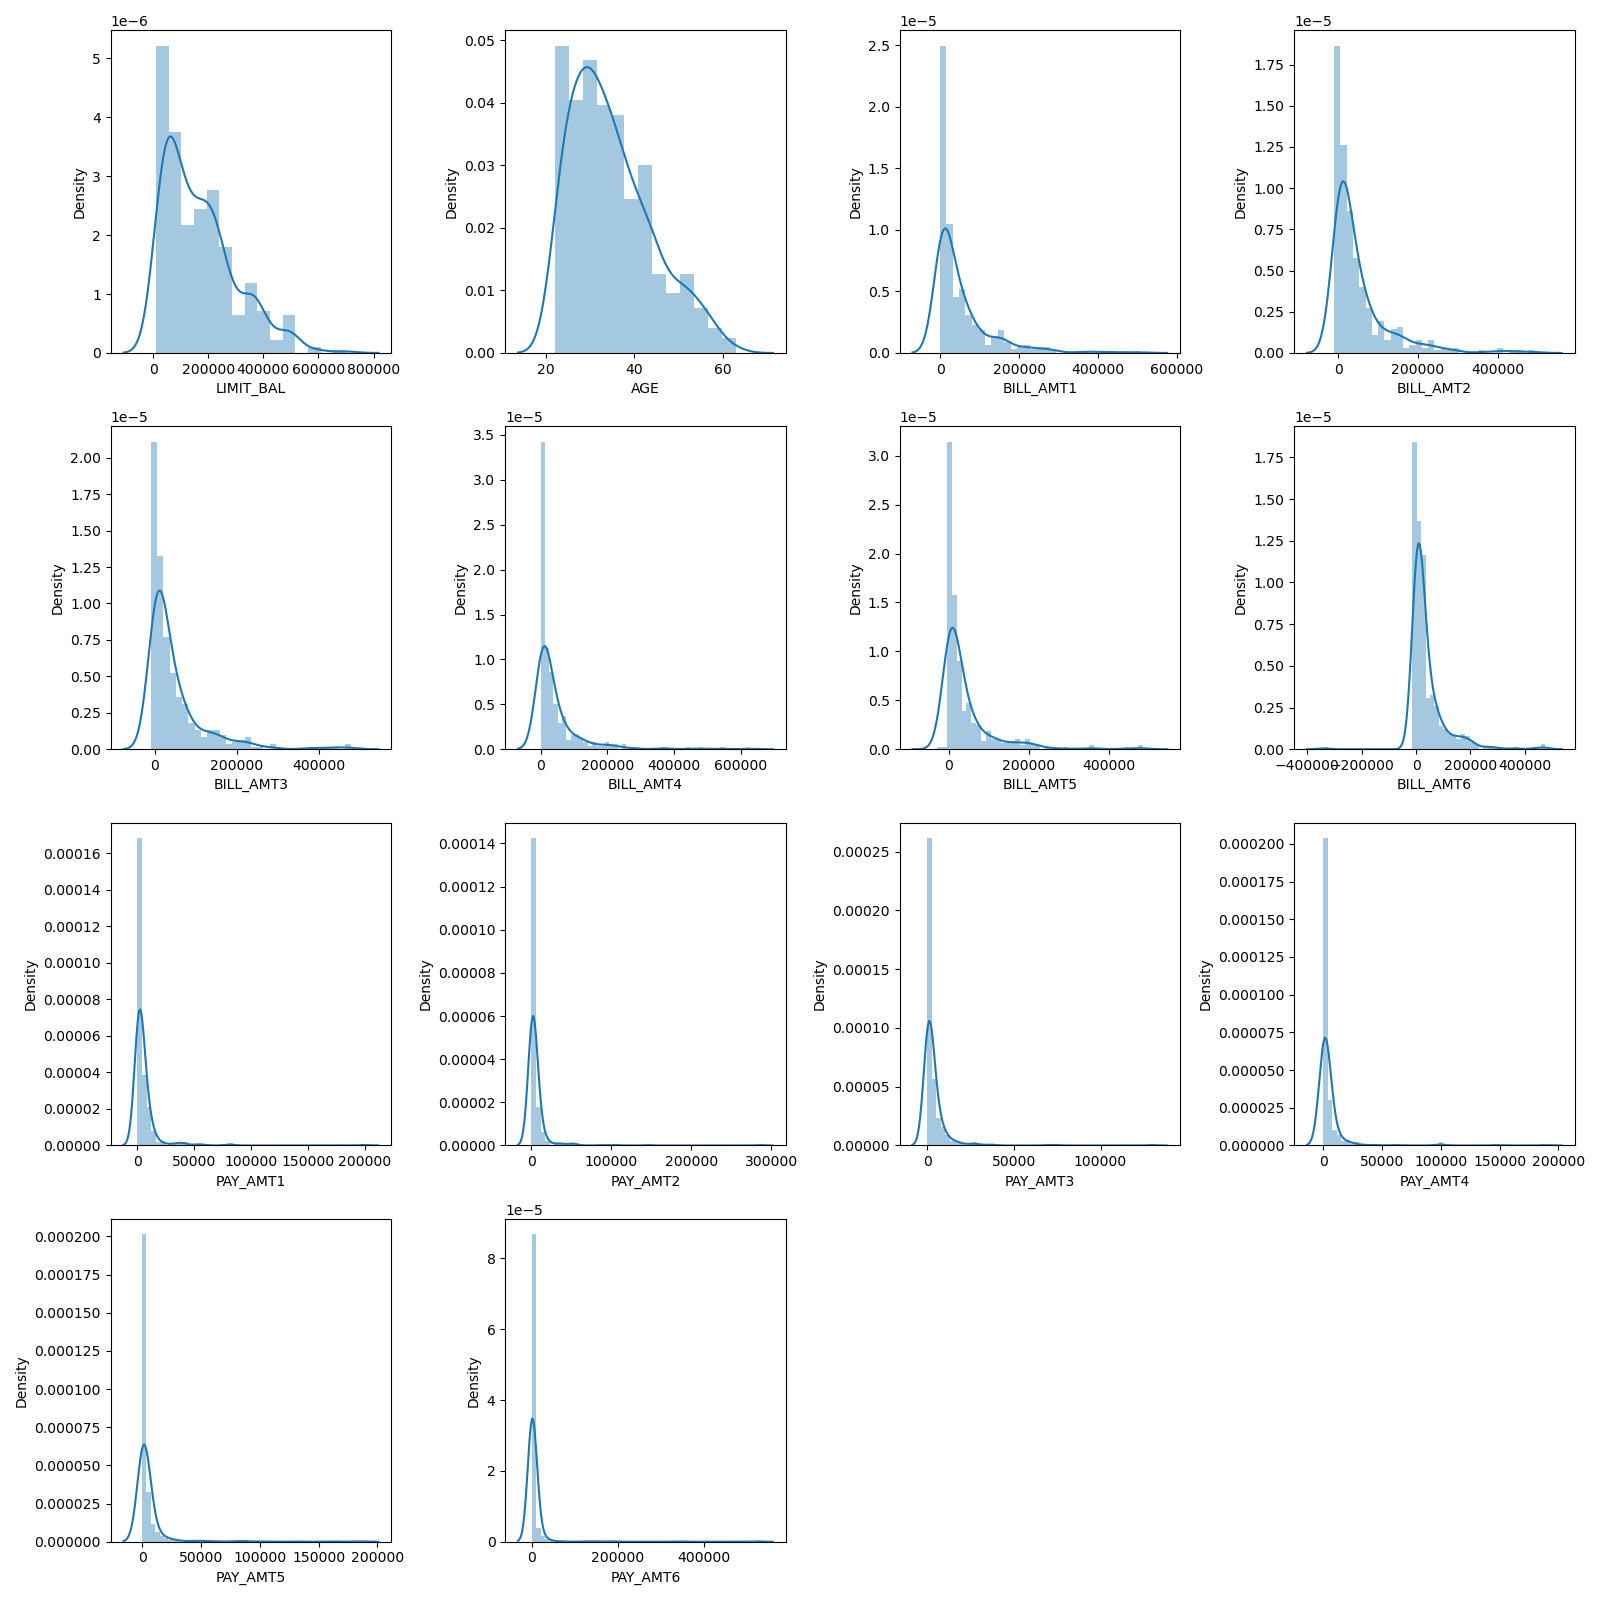 1e−6
5
4
3
2
1
0
Density
0 200000 400000 600000 800000
LIMIT_BAL
0.05
0.04
0.03
0.02
0.01
0.00
Density
20 40 60
AGE
1e−5
2.5
2.0
1.5
1.0
0.5
0.0
Density
0 200000 400000 600000
BILL_AMT1
1e−5
1.75
1.50
1.25
1.00
0.75
0.50
0.25
0.00
Density
0 200000 400000
BILL_AMT2
1e−5
2.00
1.75
1.50
1.25
1.00
0.75
0.50
0.25
0.00
Density
0 200000 400000
BILL_AMT3
1e−5
3.5
3.0
2.5
2.0
1.5
1.0
0.5
0.0
Density
0 200000 400000 600000
BILL_AMT4
1e−5
3.0
2.5
2.0
1.5
1.0
0.5
0.0
Density
0 200000 400000
BILL_AMT5
1e−5
1.75
1.50
1.25
1.00
0.75
0.50
0.25
0.00
Density
−400000 −200000 0 200000 400000
BILL_AMT6
0.00016
0.00014
0.00012
0.00010
0.00008
0.00006
0.00004
0.00002
0.00000
Density
0 50000 100000 150000 200000
PAY_AMT1
0.00014
0.00012
0.00010
0.00008
0.00006
0.00004
0.00002
0.00000
Density
0 100000 200000 300000
PAY_AMT2
0.00025
0.00020
0.00015
0.00010
0.00005
0.00000
Density
0 50000 100000
PAY_AMT3
0.000200
0.000175
0.000150
0.000125
0.000100
0.000075
0.000050
0.000025
0.000000
Density
0 50000 100000 150000 200000
PAY_AMT4
0.000200
0.000175
0.000150
0.000125
0.000100
0.000075
0.000050
0.000025
0.000000
Density
0 50000 100000 150000 200000
PAY_AMT5
1e−5
8
6
4
2
0
Density
0 200000 400000
PAY_AMT6